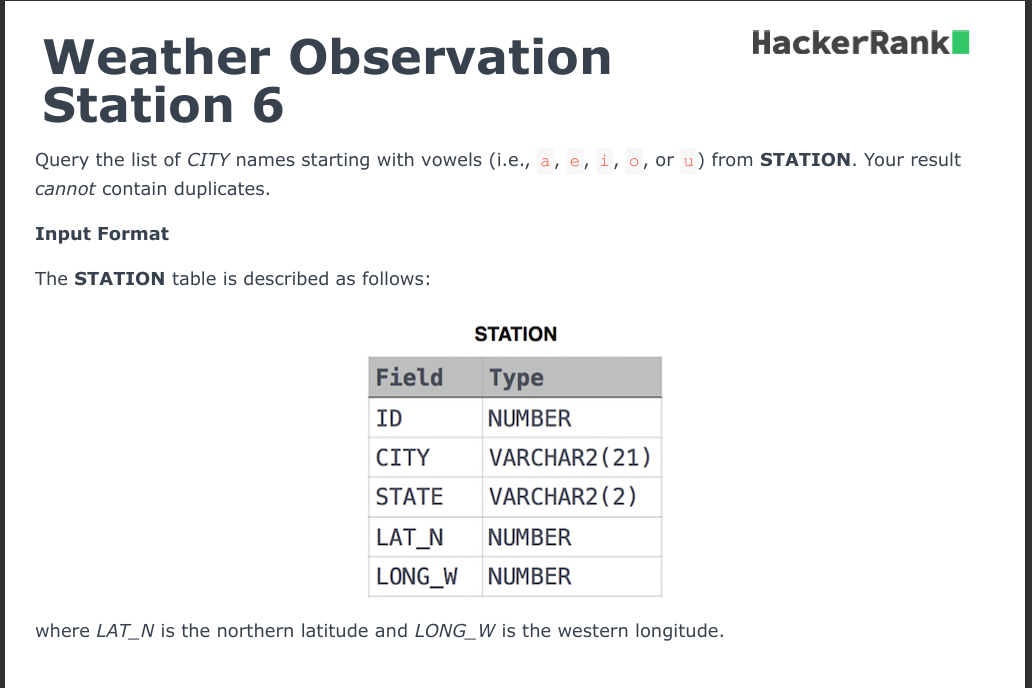 Weather Observation
Station 6
HackerRank
Query the list of CITY names starting with vowels (i.e., a, e, i, o, or u) from STATION. Your result
cannot contain duplicates.
Input Format
The STATION table is described as follows:
STATION
Field Type
ID NUMBER
CITY VARCHAR2(21)
STATE VARCHAR2(2)
LAT_N NUMBER
LONG_W NUMBER
where LAT_N is the northern latitude and LONG_W is the western longitude.